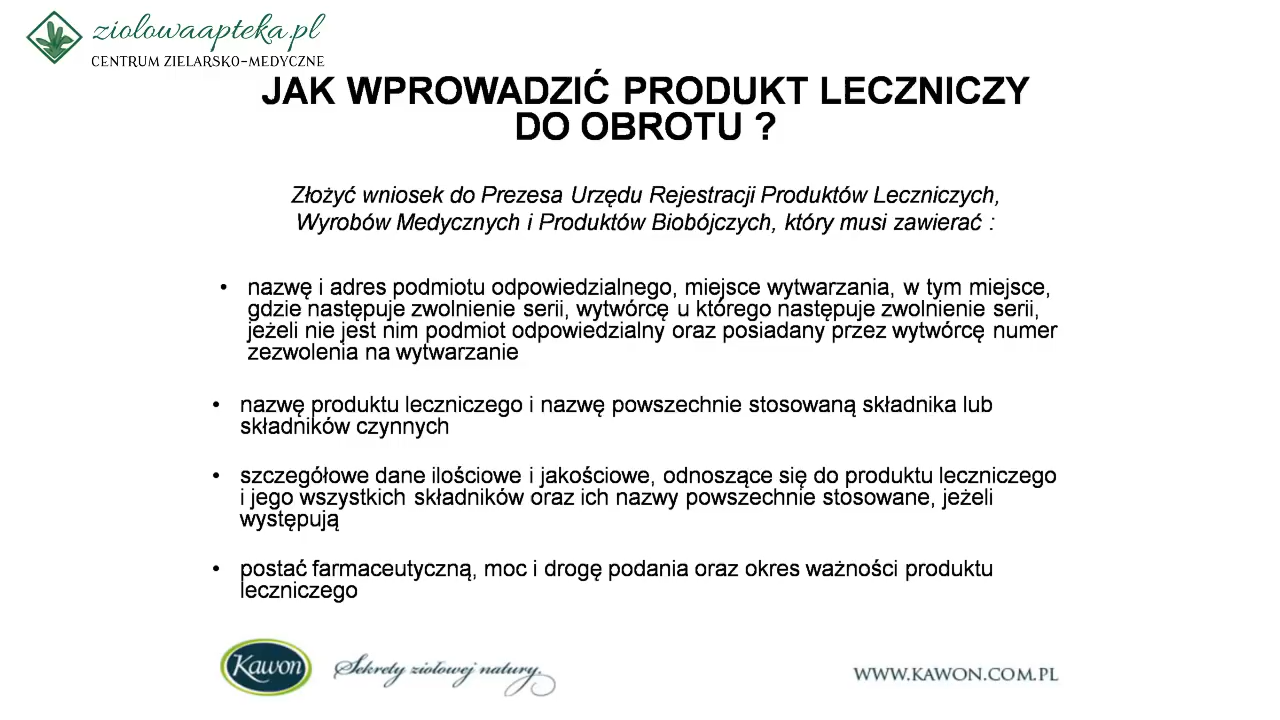 ziolowaapteka.pl
CENTRUM ZIELARSKO-MEDYCZNE
JAK WPROWADZIĆ PRODUKT LECZNICZY
DO OBROTU ?
Złożyć wniosek do Prezesa Urzędu Rejestracji Produktów Leczniczych,
Wyrobów Medycznych i Produktów Biobójczych, który musi zawierać :
• nazwę i adres podmiotu odpowiedzialnego, miejsce wytwarzania, w tym miejsce,
gdzie następuje zwolnienie serii, wytwórcę u którego następuje zwolnienie serii,
jeżeli nie jest nim podmiot odpowiedzialny oraz posiadany przez wytwórcę numer
zezwolenia na wytwarzanie
• nazwę produktu leczniczego i nazwę powszechnie stosowaną składnika lub
składników czynnych
• szczegółowe dane ilościowe i jakościowe, odnoszące się do produktu leczniczego
i jego wszystkich składników oraz ich nazwy powszechnie stosowane, jeżeli
występują
• postać farmaceutyczną, moc i drogę podania oraz okres ważności produktu
leczniczego
Kawon
Sekrety ziołowej natury.
WWW.KAWON.COM.PL